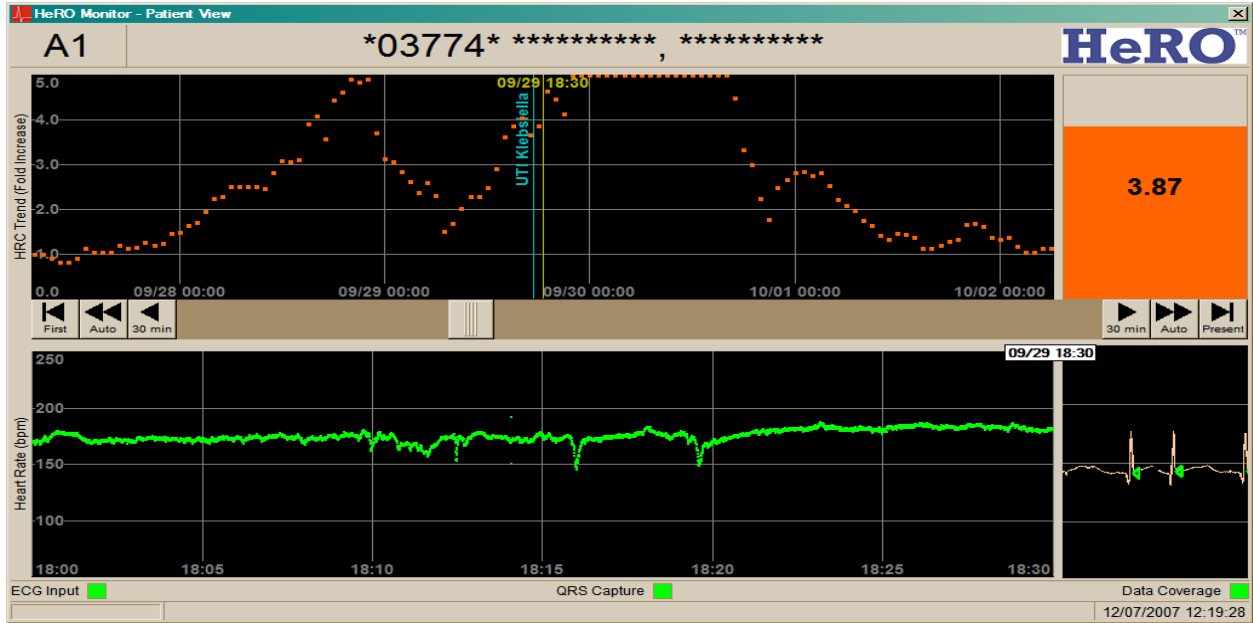 HeRO Monitor - Patient View
A1
*03774* **********, **********
HeRO™
HRC Trend (Fold Increase)
5.0
4.0
3.0
2.0
1.0
0.0
09/29 18:30
UTI Klebsiella
09/28 00:00
09/29 00:00
09/30 00:00
10/01 00:00
10/02 00:00
3.87
First
Auto
30 min
30 min
Auto
Present
09/29 18:30
Heart Rate (bpm)
250
200
150
100
18:00
18:05
18:10
18:15
18:20
18:25
18:30
ECG Input
QRS Capture
Data Coverage
12/07/2007 12:19:28